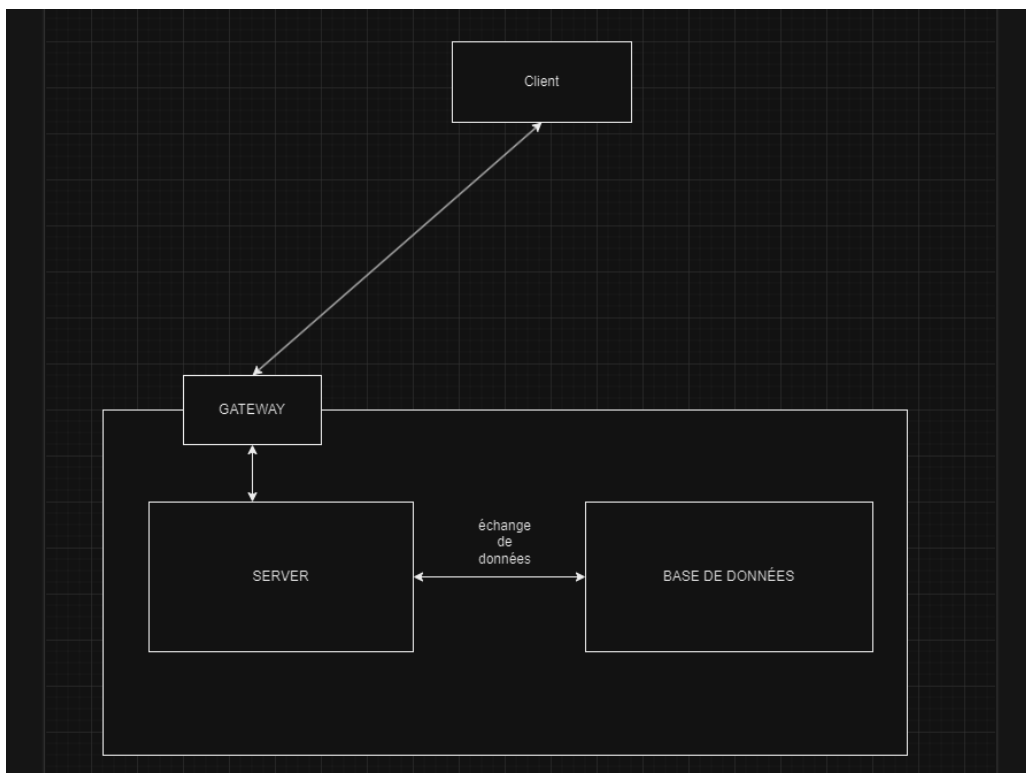 Client
GATEWAY
SERVER
échange
de
données
BASE DE DONNÉES